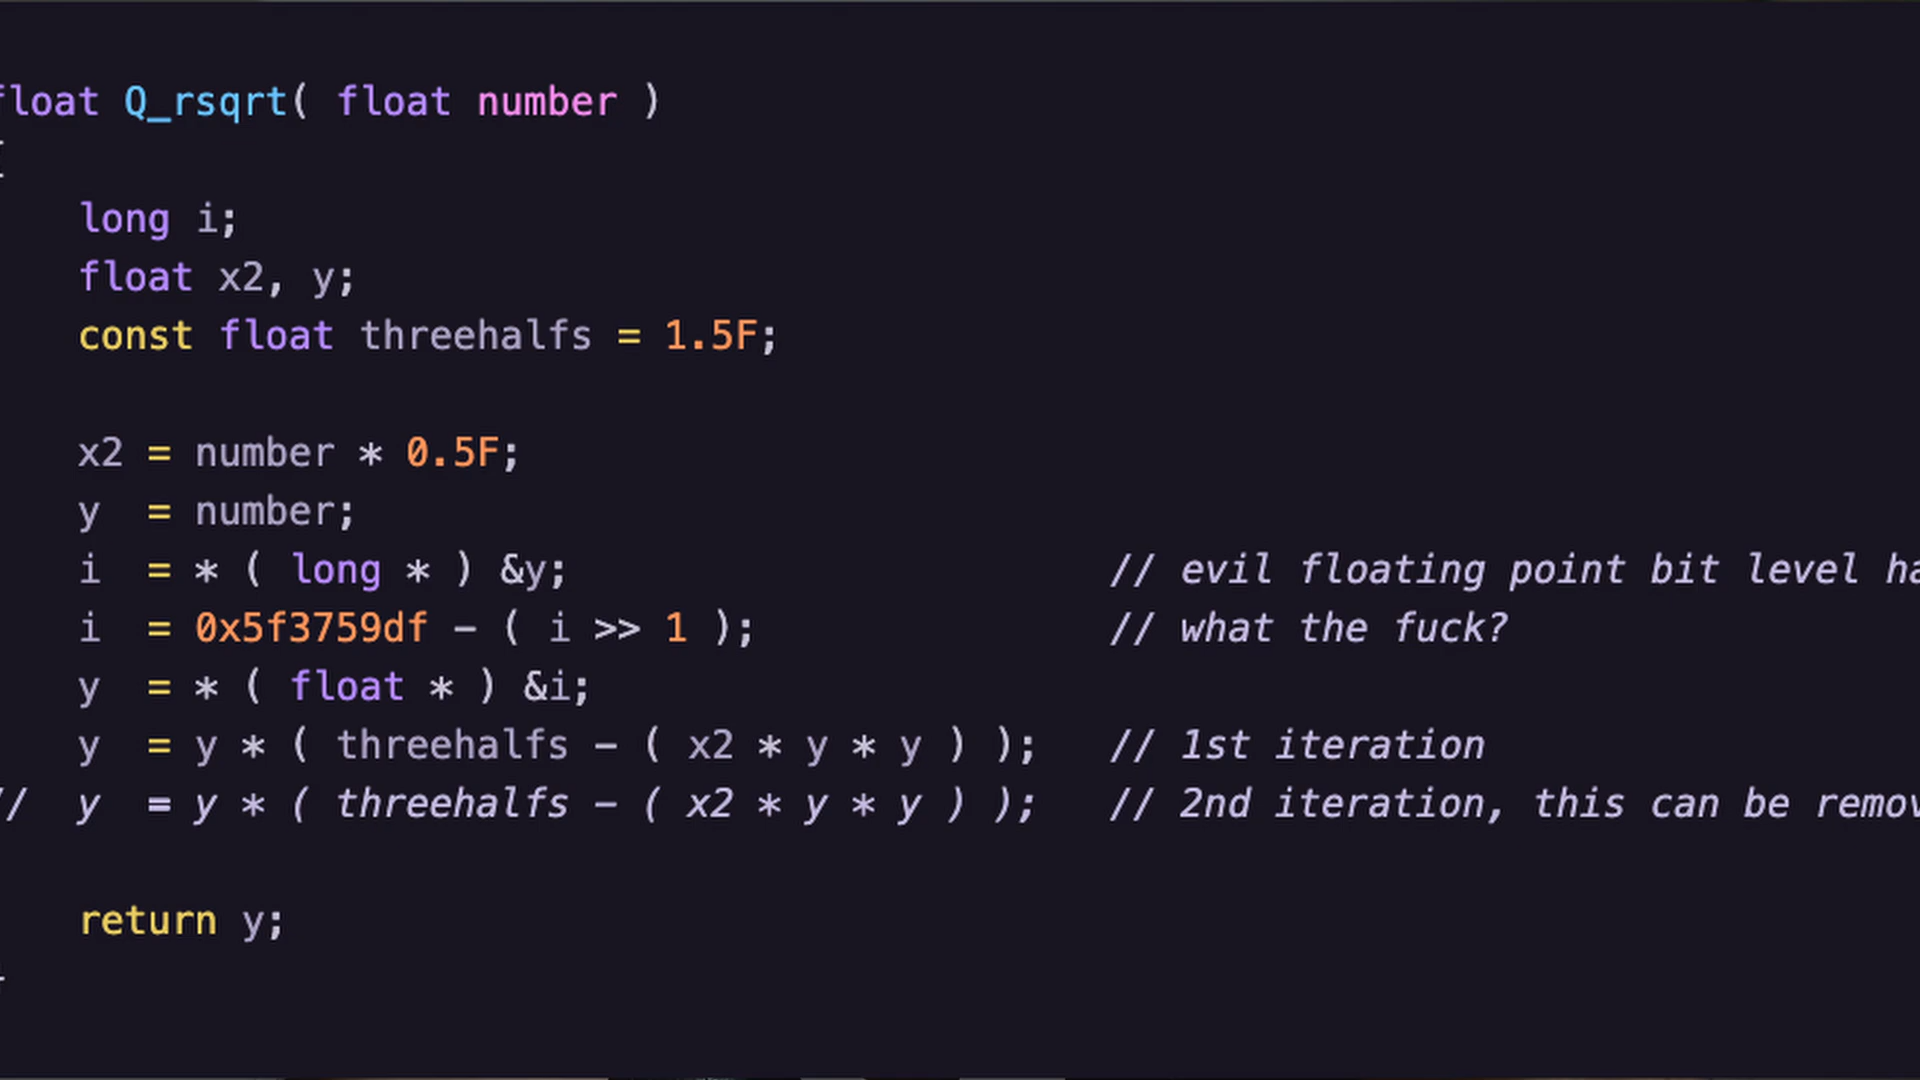 float Q_rsqrt( float number )
{
long i;
float x2, y;
const float threehalfs = 1.5F;
x2 = number * 0.5F;
y = number;
i = * ( long * ) &y; // evil floating point bit level ha
i = 0x5f3759df - ( i >> 1 ); // what the fuck?
y = * ( float * ) &i;
y = y * ( threehalfs - ( x2 * y * y ) ); // 1st iteration
// y = y * ( threehalfs - ( x2 * y * y ) ); // 2nd iteration, this can be remov
return y;
}